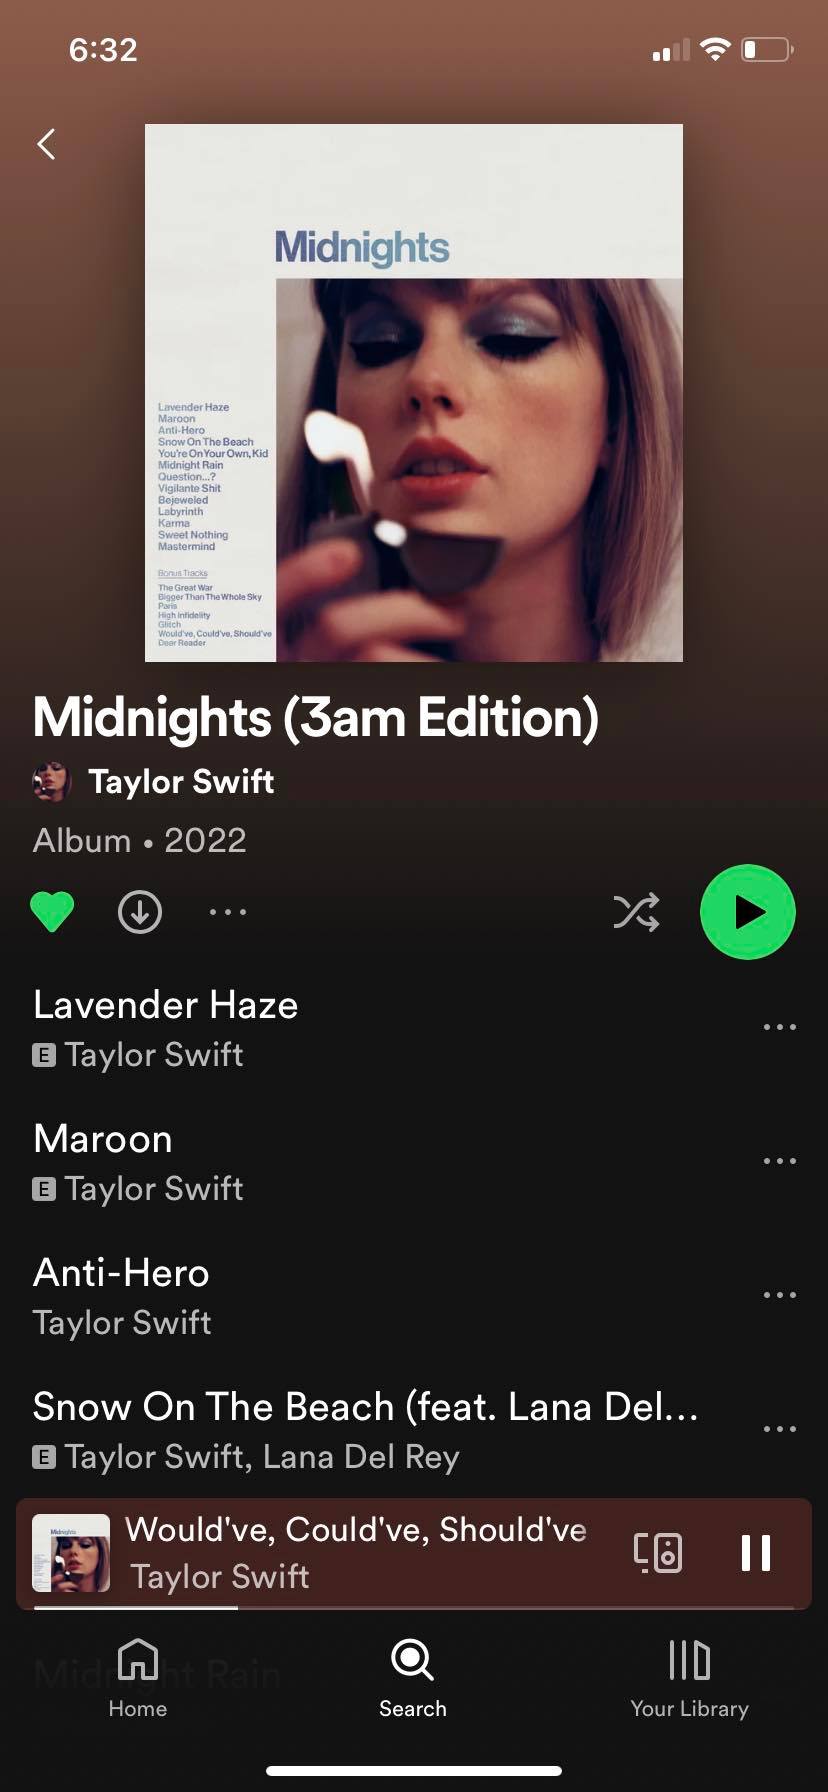 6:32
Midnights
Lavender Haze
Maroon
Anti-Hero
Snow On The Beach
You're On Your Own, Kid
Midnight Rain
Question...?
Vigilante Shit
Bejeweled
Labyrinth
Karma
Sweet Nothing
Mastermind
Bonus Tracks
The Great War
Bigger Than The Whole Sky
Paris
High Infidelity
Glitch
Would've, Could've, Should've
Dear Reader
Midnights (3am Edition)
Taylor Swift
Album • 2022
Lavender Haze
E Taylor Swift
Maroon
E Taylor Swift
Anti-Hero
Taylor Swift
Snow On The Beach (feat. Lana Del...
E Taylor Swift, Lana Del Rey
Midnights
Would've, Could've, Should've
Taylor Swift
Midnight Rain
Home
Search
Your Library